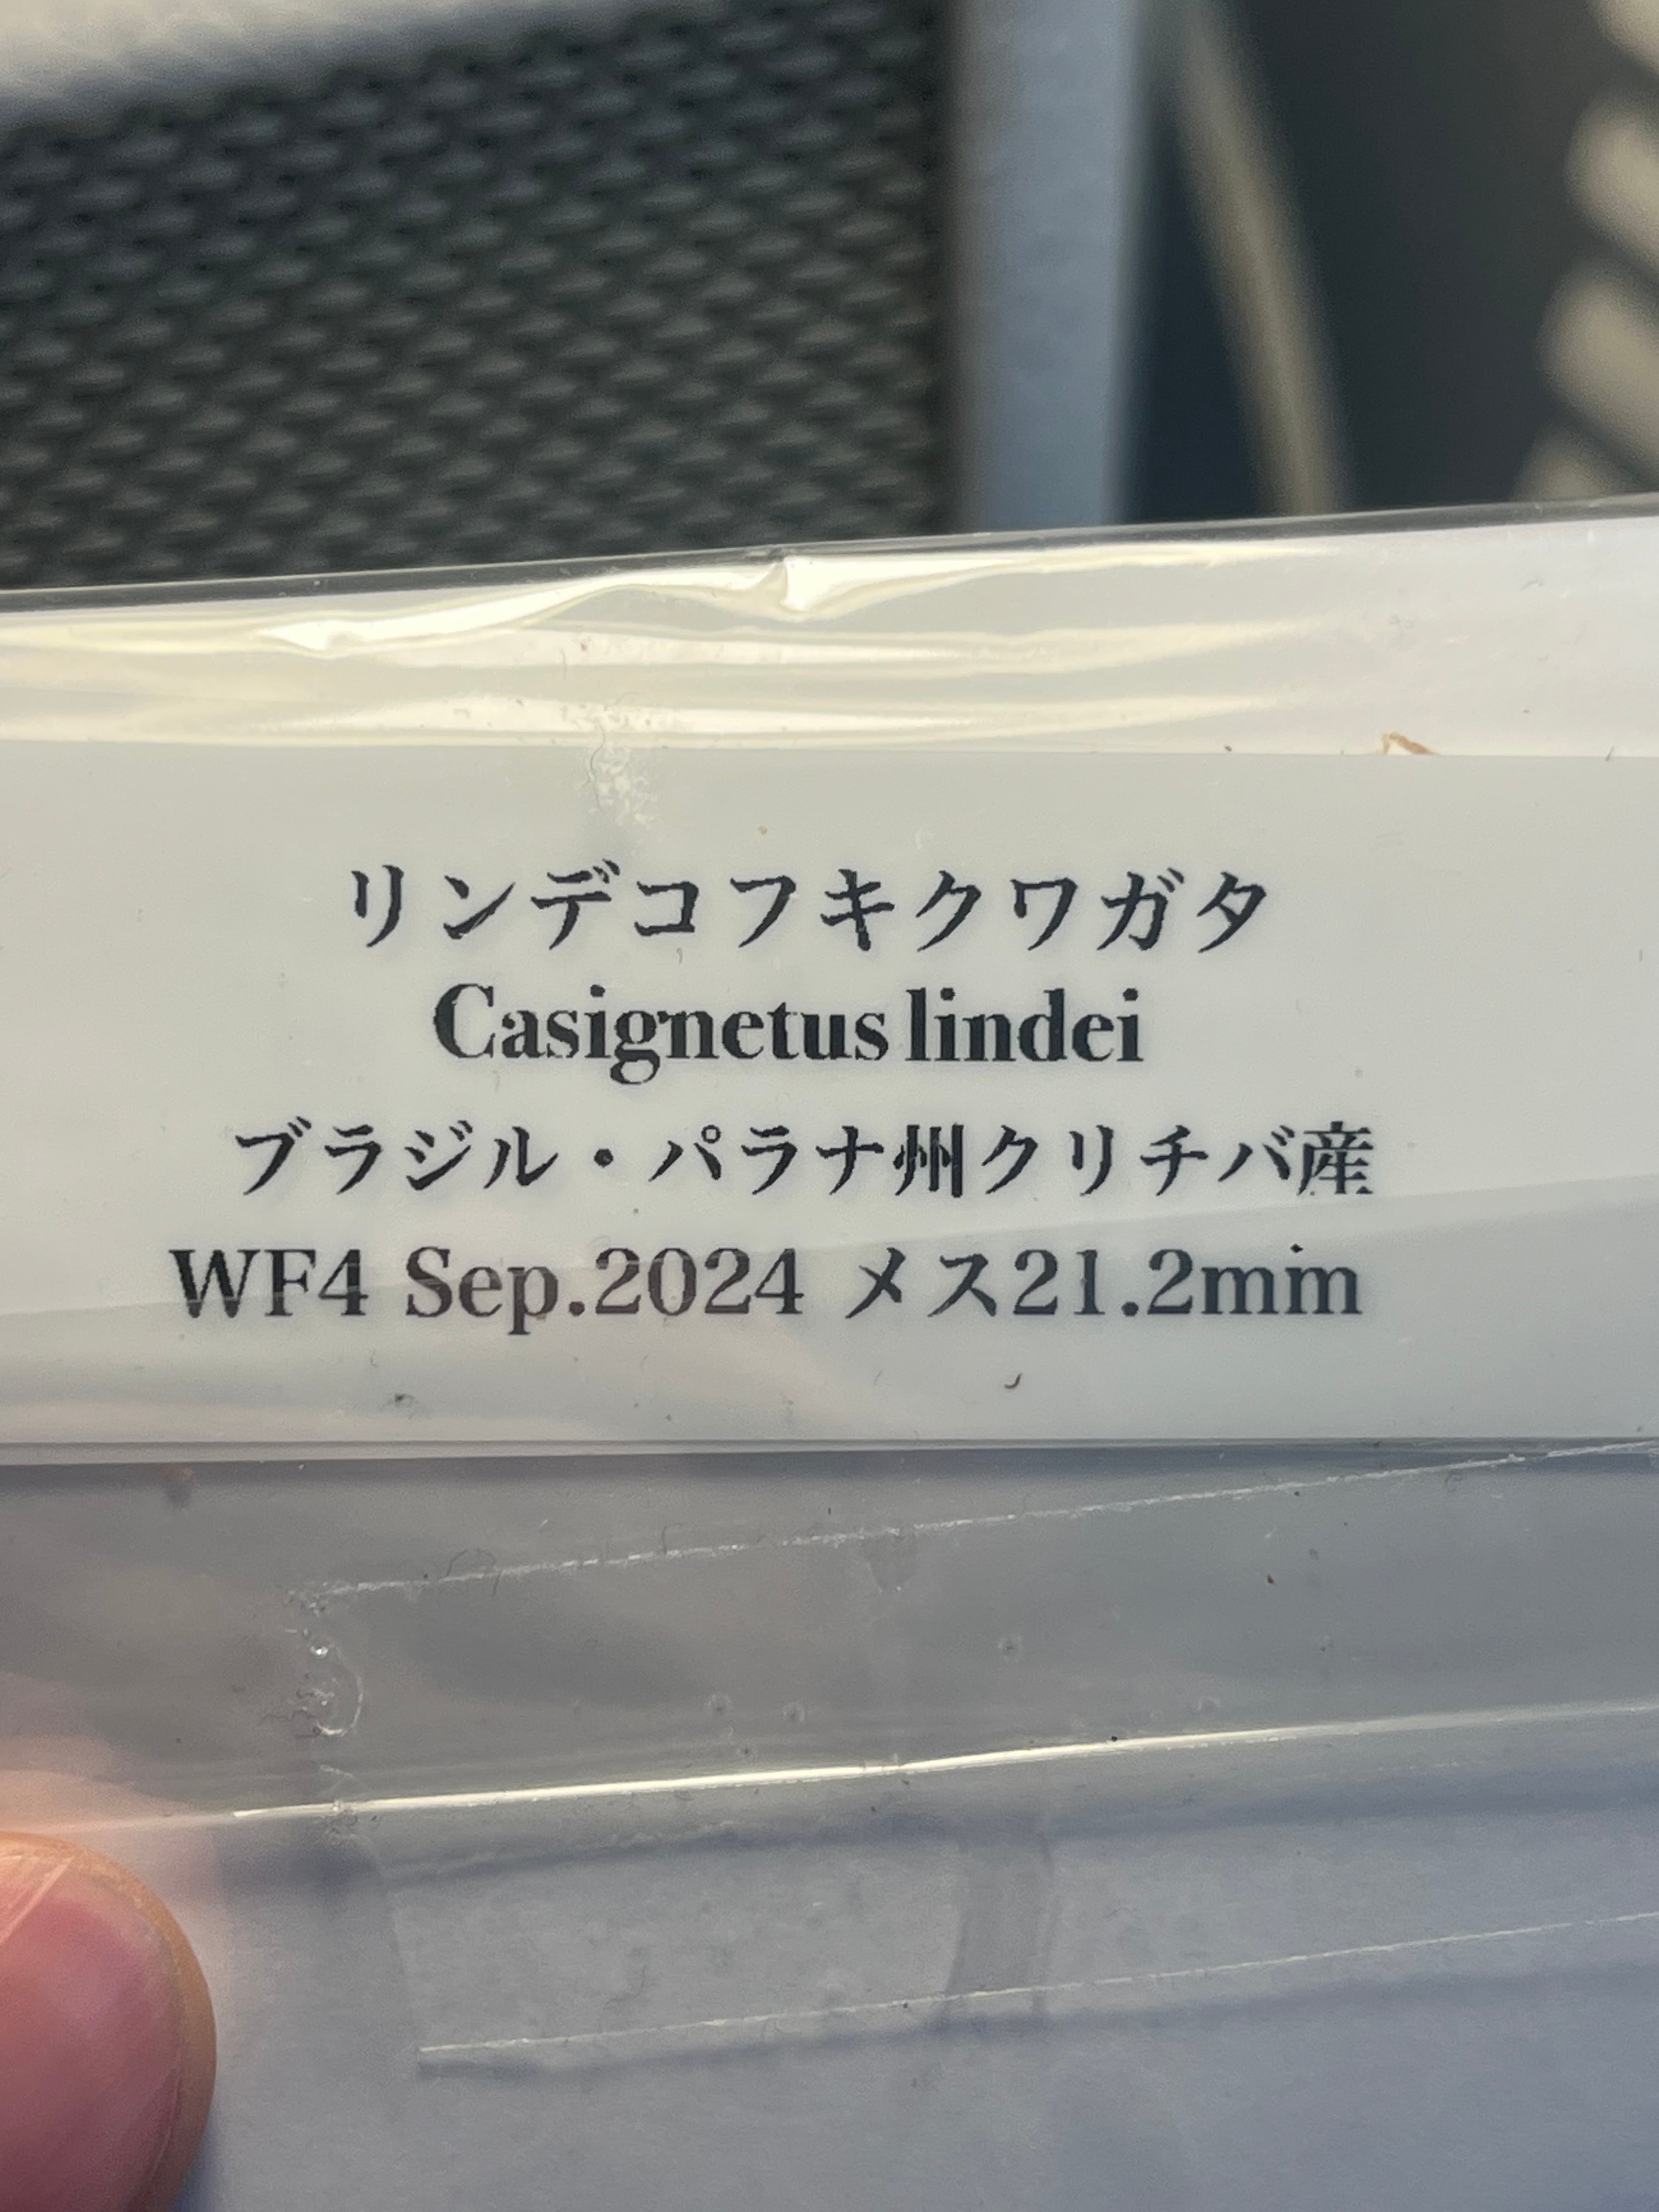 リンデコフキクワガタ
Casignetus lindei
ブラジル・パラナ州クリチバ産
WF4 Sep.2024 メス21.2mm